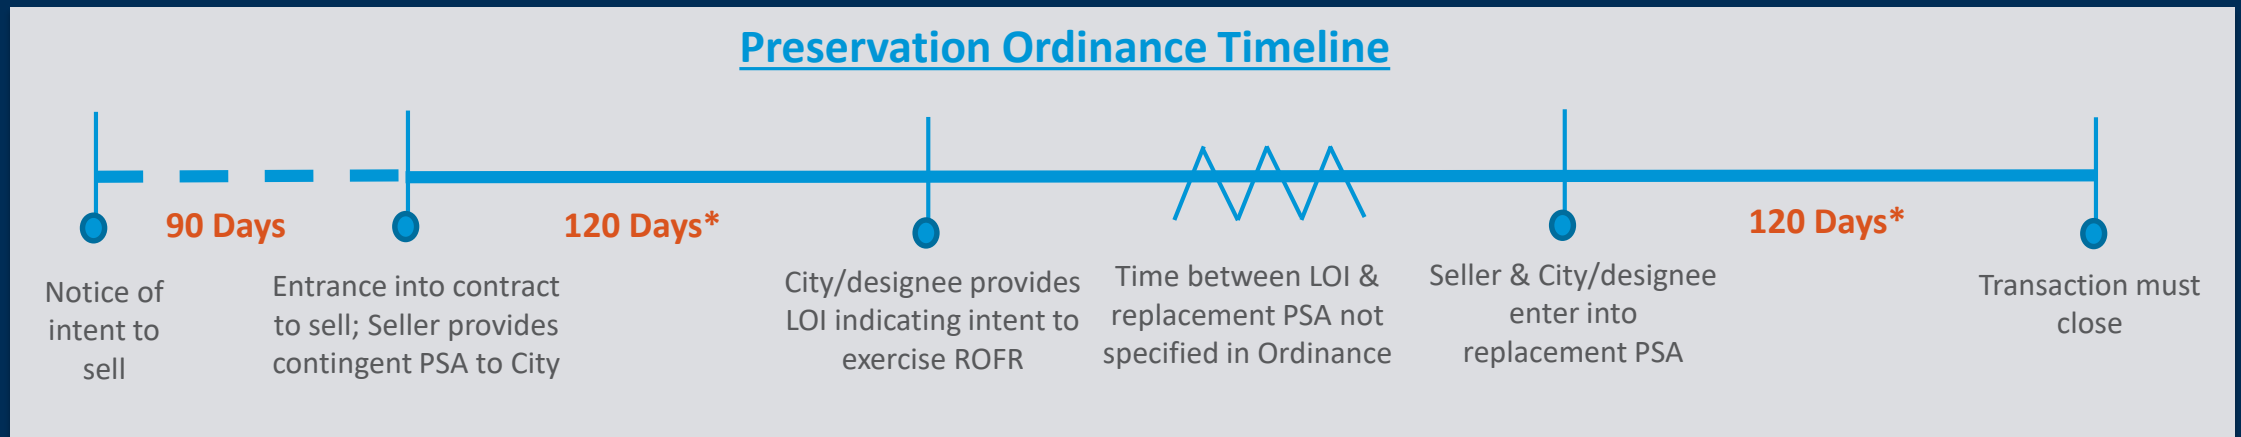 Preservation Ordinance Timeline
90 Days
120 Days*
120 Days*
Notice of
intent to
sell
Entrance into contract
to sell; Seller provides
contingent PSA to City
City/designee provides
LOI indicating intent to
exercise ROFR
Time between LOI &
replacement PSA not
specified in Ordinance
Seller & City/designee
enter into
replacement PSA
Transaction must
close